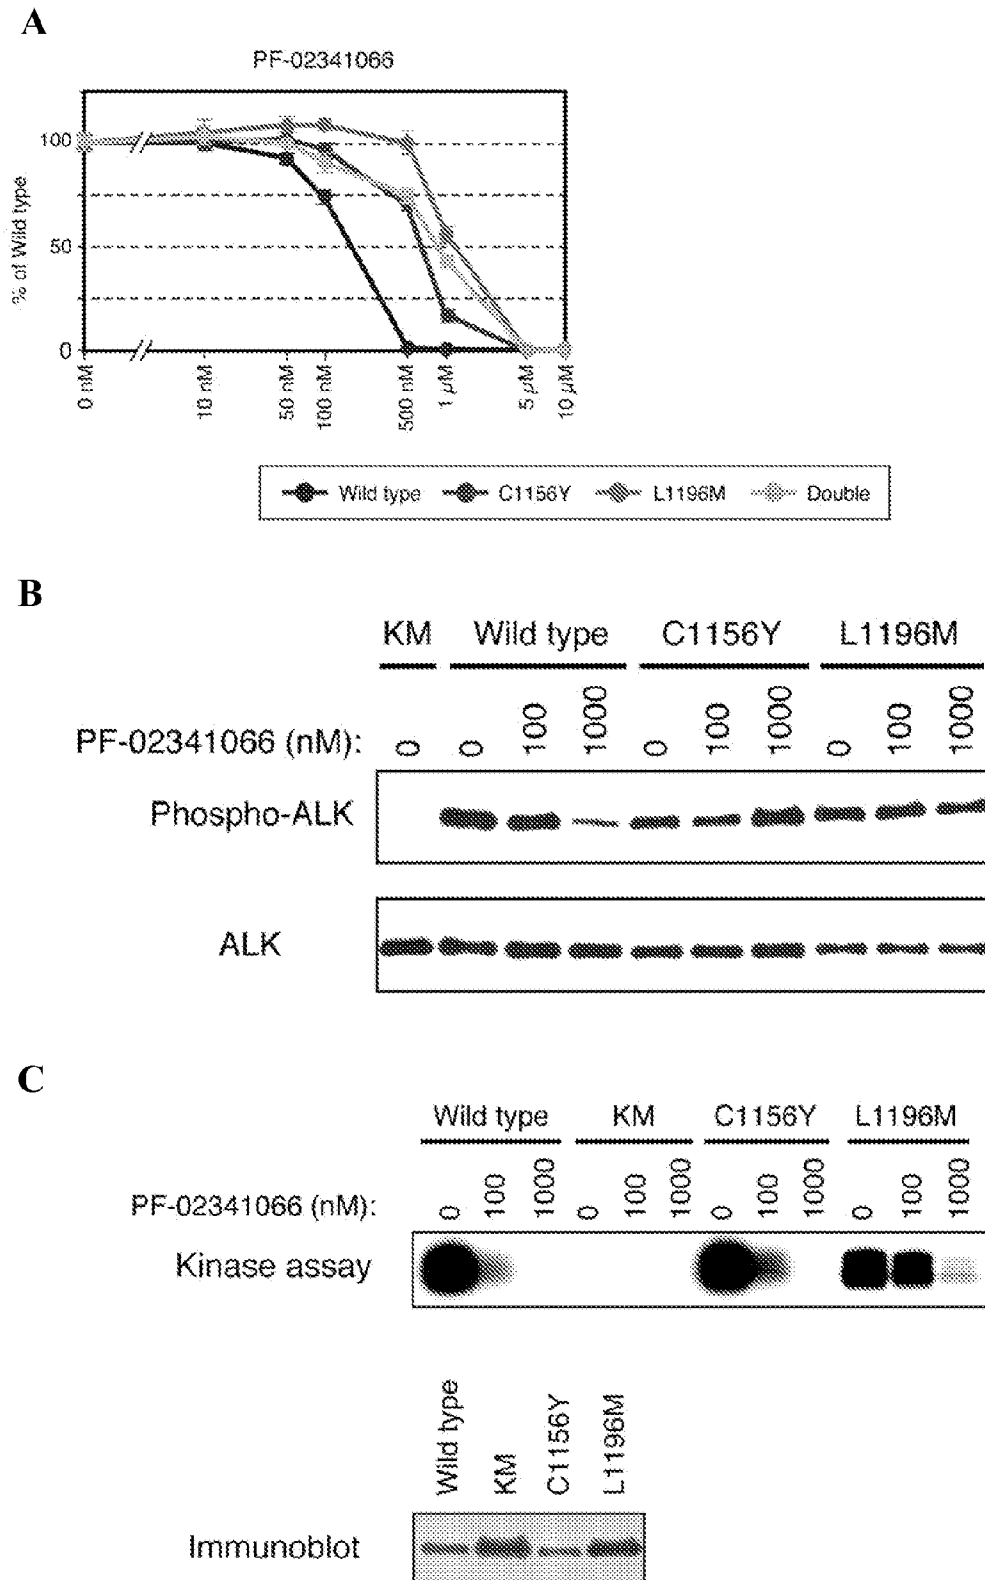 A
PF-02341066
% of Wild type
100
50
0
0 nM
10 nM
50 nM
100 nM
500 nM
1 µM
5 µM
10 µM
Wild type
C1156Y
L1196M
Double
B
KM
Wild type
C1156Y
L1196M
PF-02341066 (nM):
0
0
100
1000
0
100
1000
0
100
1000
Phospho-ALK
ALK
C
Wild type
KM
C1156Y
L1196M
PF-02341066 (nM):
0
100
1000
0
100
1000
0
100
1000
0
100
1000
Kinase assay
Wild type
KM
C1156Y
L1196M
Immunoblot